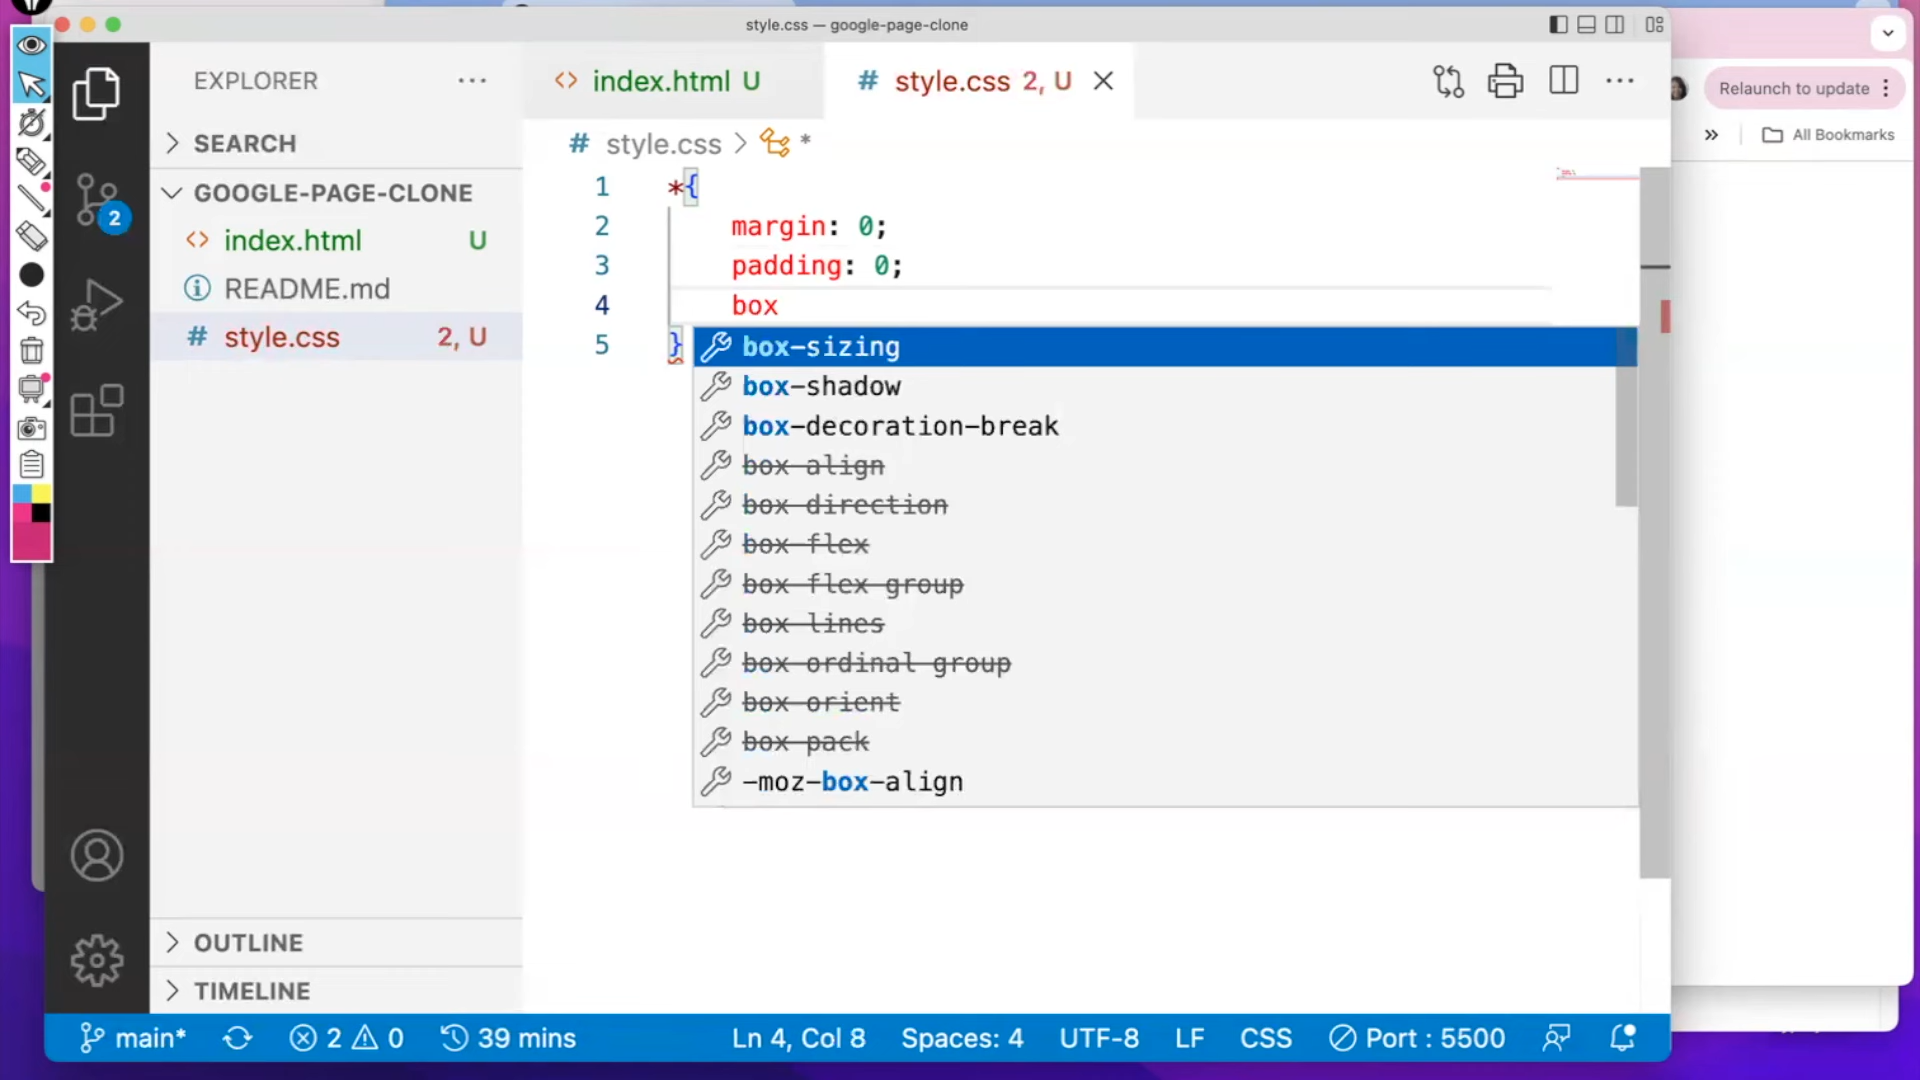 style.css — google-page-clone
Relaunch to update
All Bookmarks
EXPLORER
SEARCH
GOOGLE-PAGE-CLONE
index.html U
README.md
style.css 2, U
OUTLINE
TIMELINE
2
index.html U
# style.css 2, U
# style.css > *
1 *{
2 margin: 0;
3 padding: 0;
4 box
5 }
box-sizing
box-shadow
box-decoration-break
box-align
box-direction
box-flex
box-flex-group
box-lines
box-ordinal-group
box-orient
box-pack
-moz-box-align
main* 2 0 39 mins Ln 4, Col 8 Spaces: 4 UTF-8 LF CSS Port : 5500